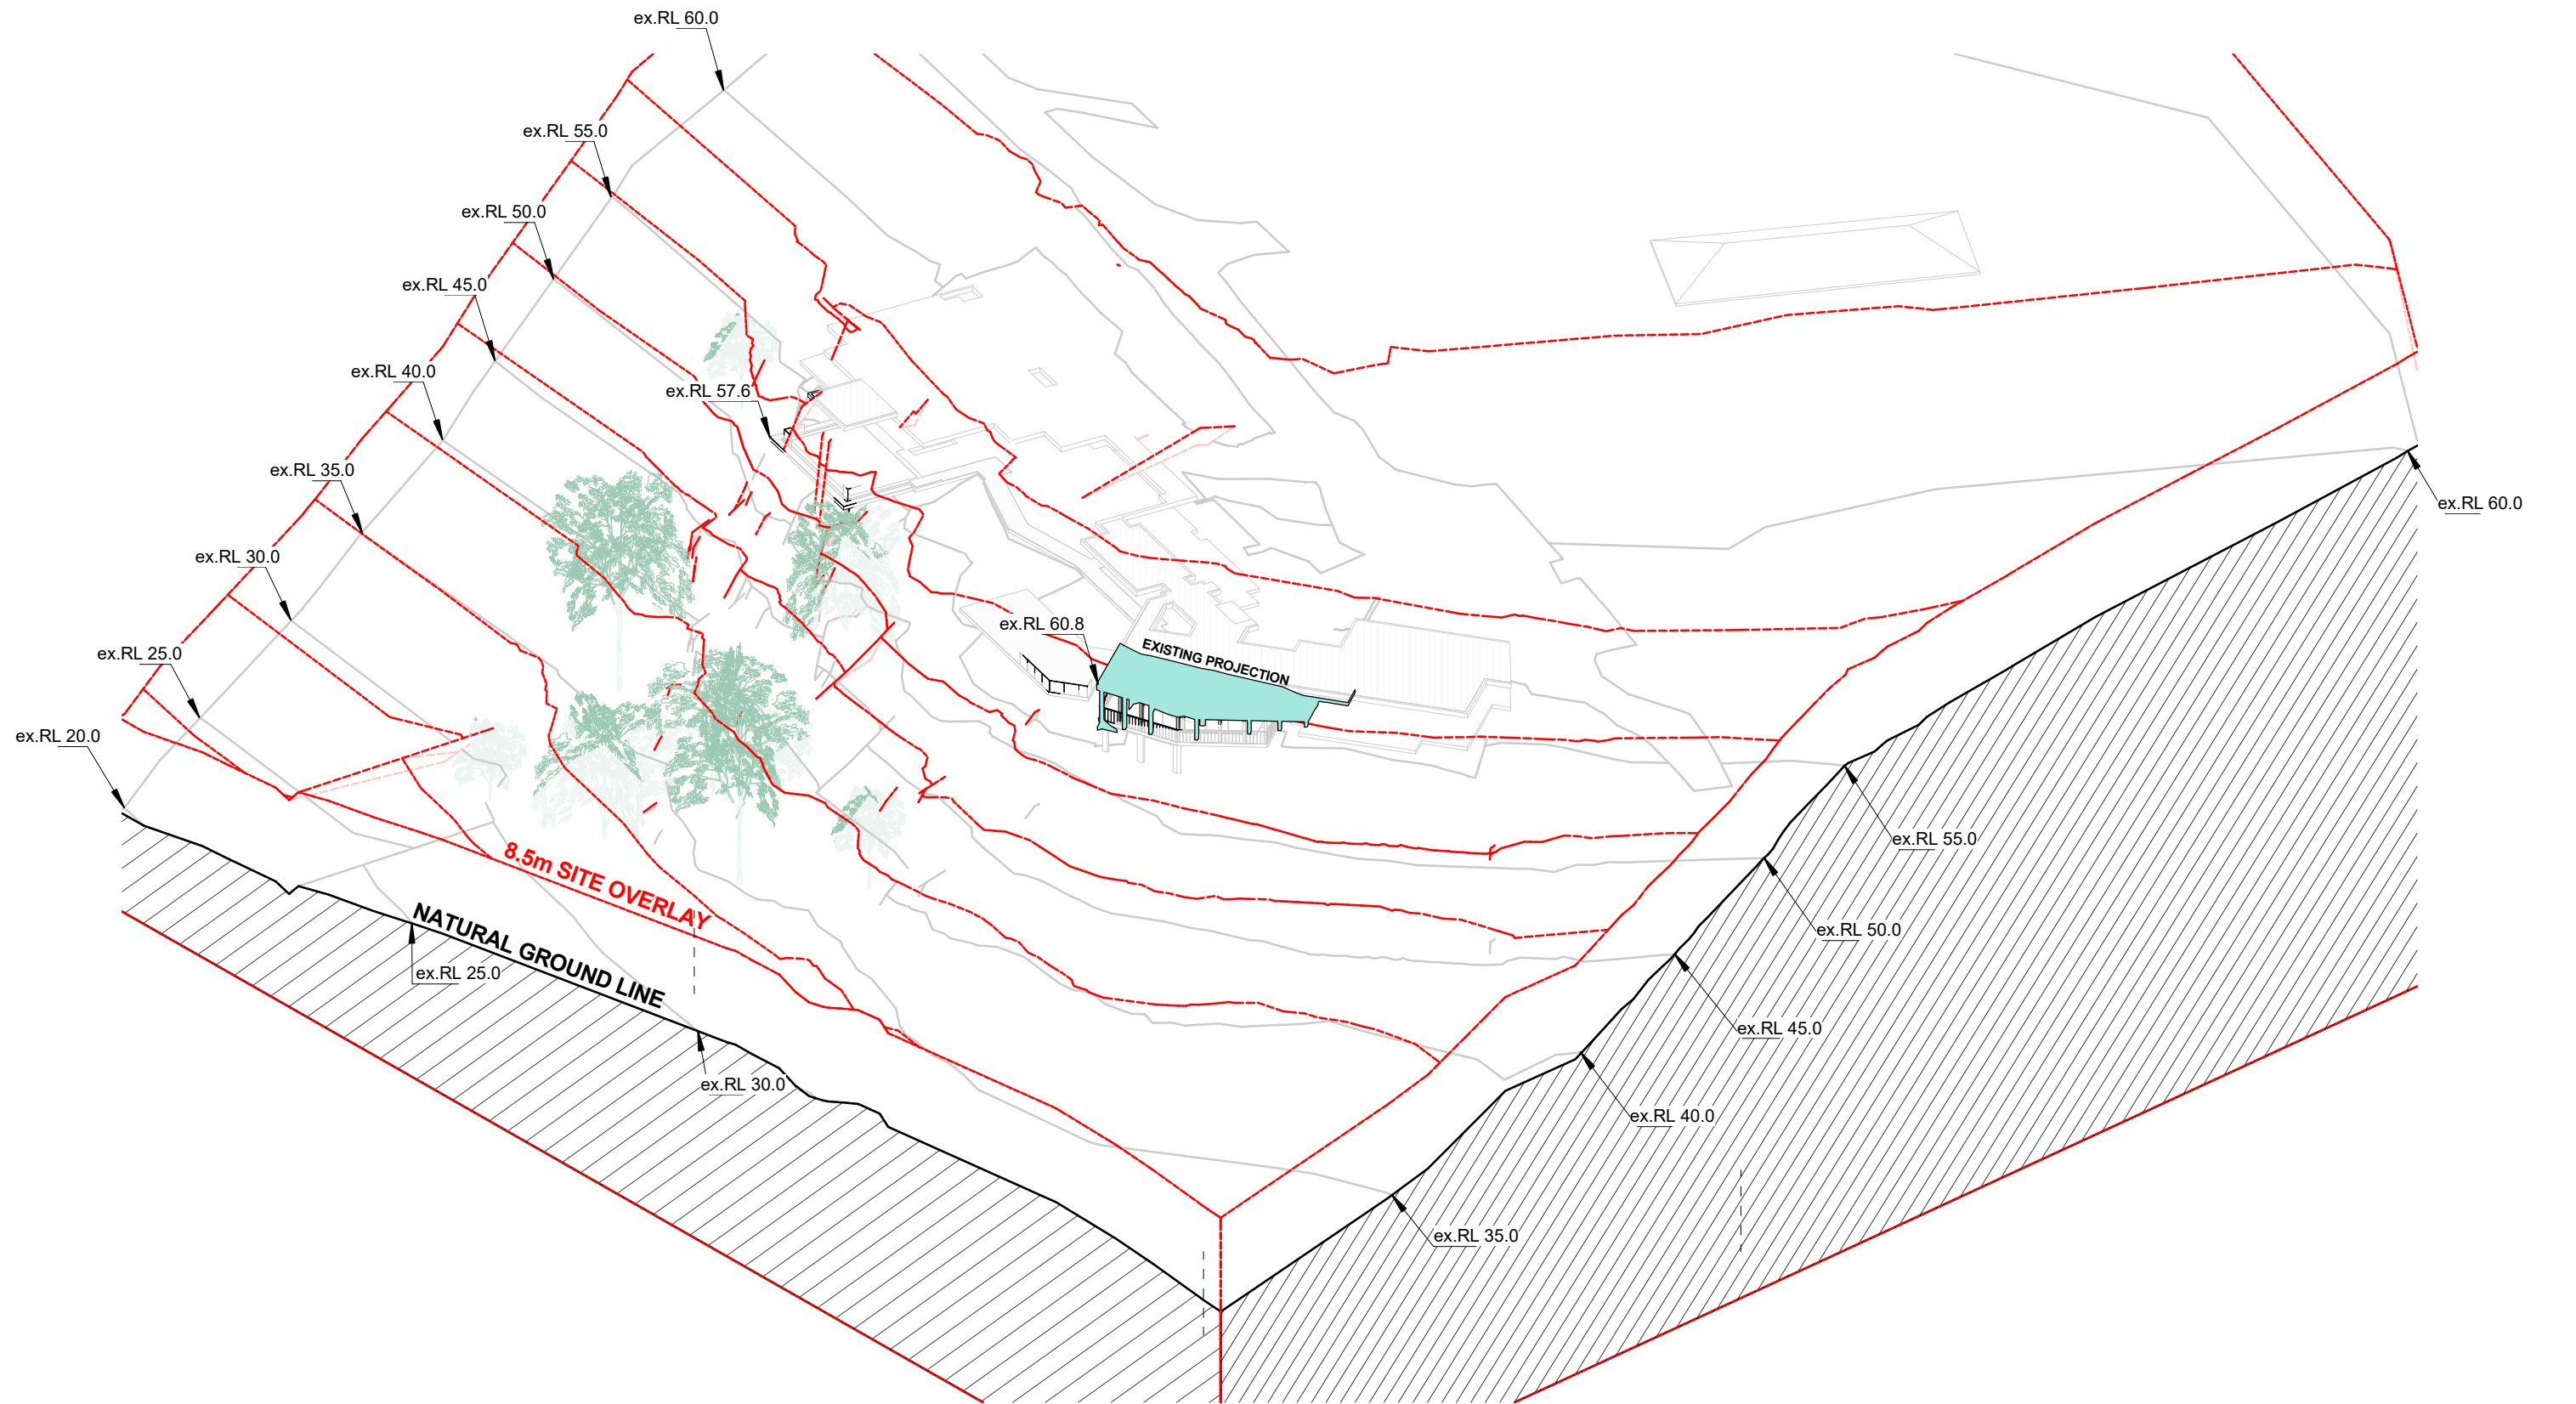 ex.RL 60.0
ex.RL 55.0
ex.RL 50.0
ex.RL 45.0
ex.RL 40.0
ex.RL 57.6
ex.RL 35.0
ex.RL 60.0
ex.RL 30.0
ex.RL 60.8
EXISTING PROJECTION
ex.RL 25.0
ex.RL 20.0
ex.RL 55.0
8.5m SITE OVERLAY
NATURAL GROUND LINE
ex.RL 50.0
ex.RL 25.0
ex.RL 45.0
ex.RL 30.0
ex.RL 40.0
ex.RL 35.0